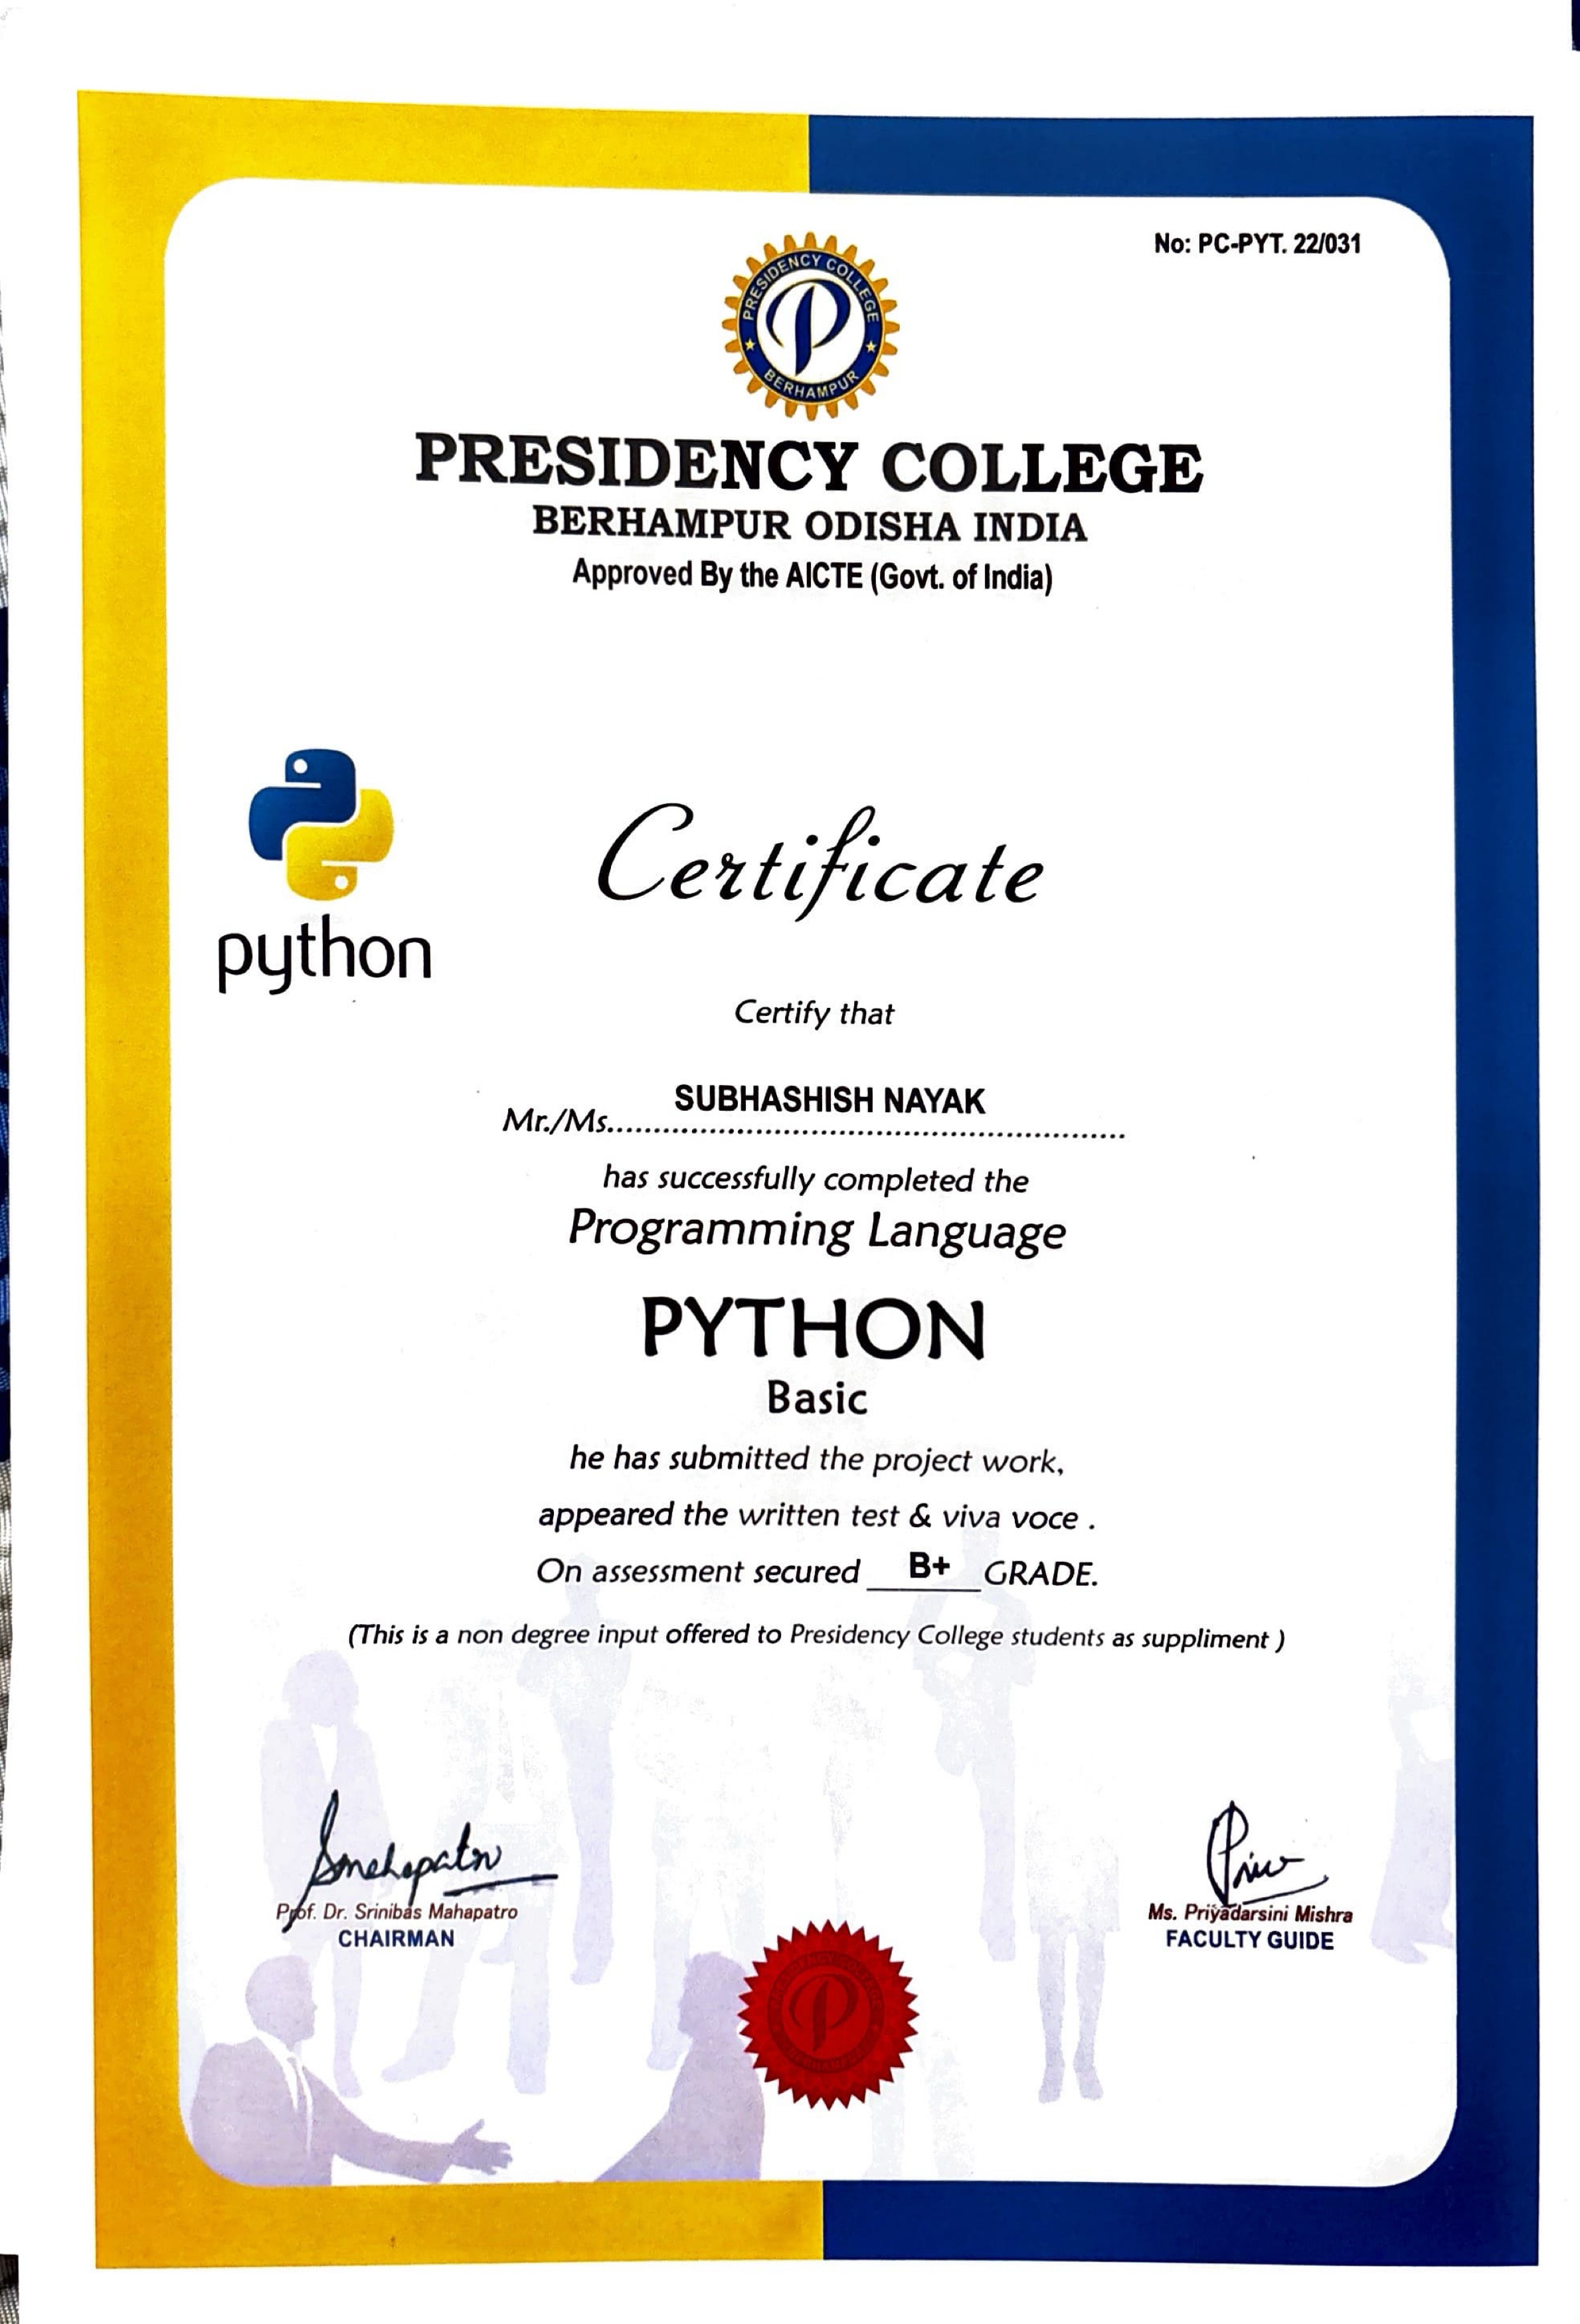 No: PC-PYT. 22/031
PRESIDENCY COLLEGE
BERHAMPUR
PRESIDENCY COLLEGE
BERHAMPUR ODISHA INDIA
Approved By the AICTE (Govt. of India)
python
Certificate
Certify that
SUBHASHISH NAYAK
Mr./Ms.......................................................................
has successfully completed the
Programming Language
PYTHON
Basic
he has submitted the project work,
appeared the written test & viva voce .
On assessment secured B+ GRADE.
(This is a non degree input offered to Presidency College students as suppliment )
Smahapatro
Prof. Dr. Srinibas Mahapatro
CHAIRMAN
Ms. Priyadarsini Mishra
FACULTY GUIDE